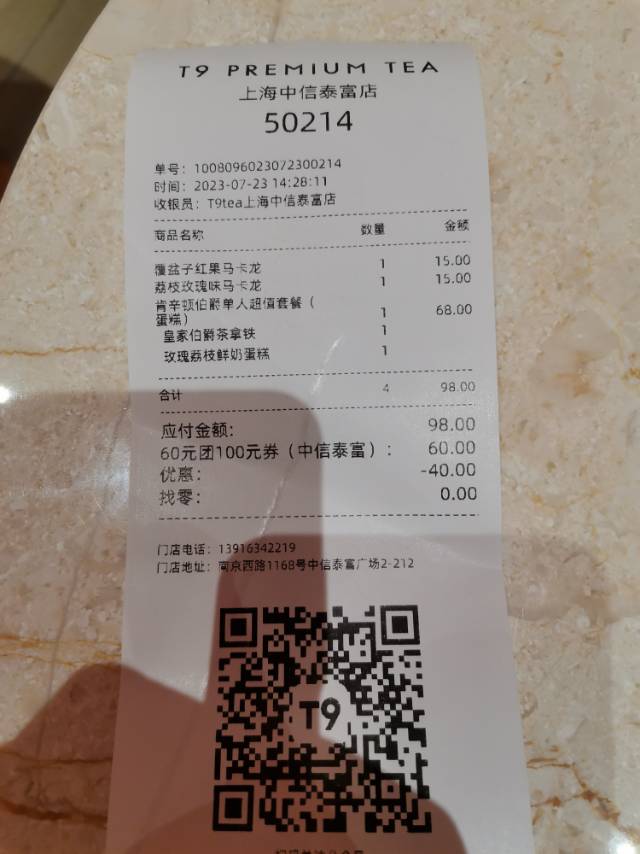 T9 PREMIUM TEA
上海中信泰富店
50214
单号：1008096023072300214
时间：2023-07-23 14:28:11
收银员：T9tea上海中信泰富店
商品名称 数量 金额
覆盆子红果马卡龙 1 15.00
荔枝玫瑰味马卡龙 1 15.00
肯辛顿伯爵单人超值套餐（
蛋糕） 1 68.00
皇家伯爵茶拿铁 1
玫瑰荔枝鲜奶蛋糕 1
合计 4 98.00
应付金额： 98.00
60元团100元券（中信泰富）： 60.00
优惠： -40.00
找零： 0.00
门店电话：13916342219
门店地址：南京西路1168号中信泰富广场2-212
T9